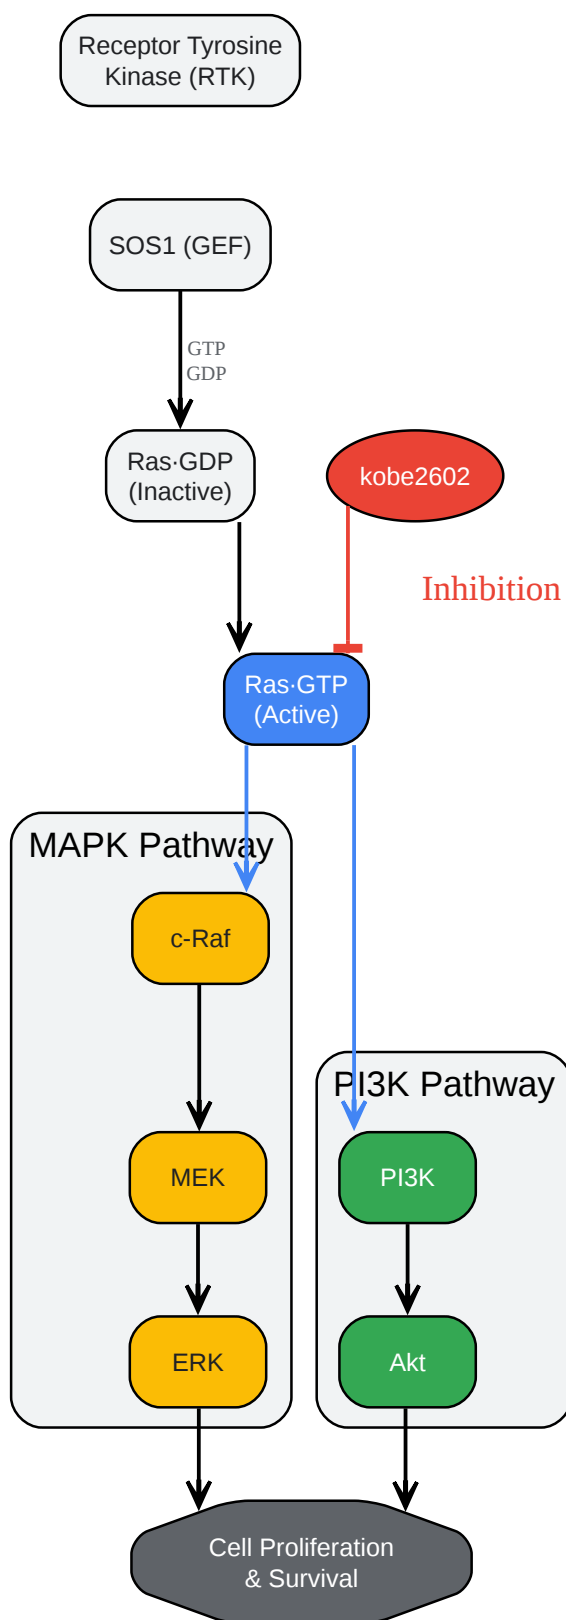 Receptor Tyrosine
Kinase (RTK)
SOS1 (GEF)
GTP
GDP
Ras·GDP
(Inactive)
kobe2602
Inhibition
Ras·GTP
(Active)
MAPK Pathway
c-Raf
PI3K Pathway
MEK
PI3K
ERK
Akt
Cell Proliferation
& Survival